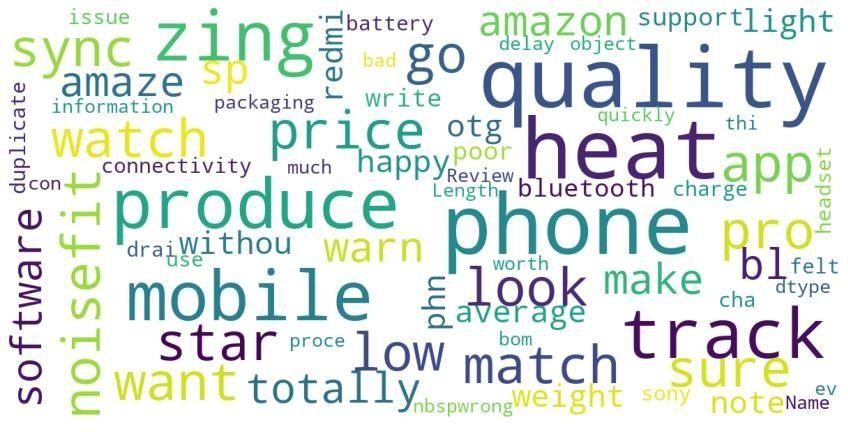 issue
zing
redmi
battery
amazon
support
light
sync
sp
bad
go
delay
object
amaze
quality
duplicate
information
packaging
write
quickly
watch
price
otg
heat
thi
connectivity
much
happy
poor
app
headset
con
Review
noisefit
produce
Length
bluetooth
charge
phone
pro
software
drai
withou
warn
use
worth
bl
felt
mobile
phn
look
make
dtype
average
cha
star
proce
low
bom
track
match
sure
want
totally
nbspwrong
weight
sony
note
ev
Name